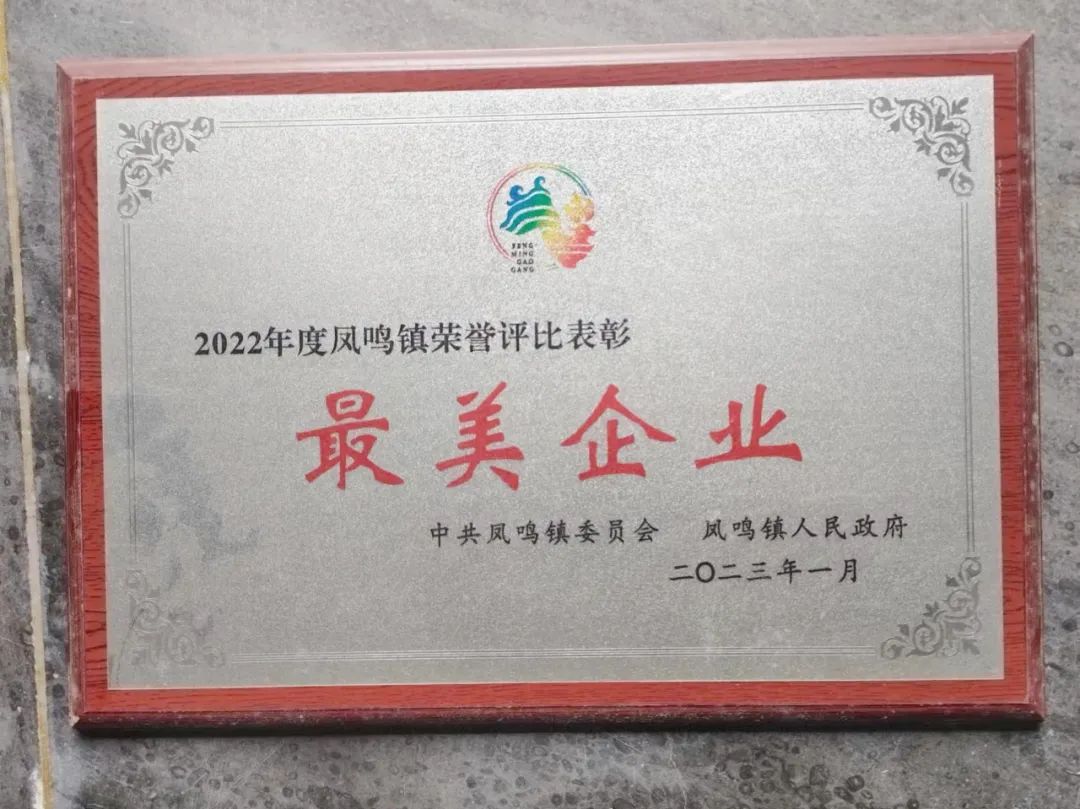 FENG
MING
GAO
GANG
2022年度凤鸣镇荣誉评比表彰
最美企业
中共凤鸣镇委员会 凤鸣镇人民政府
二〇二三年一月